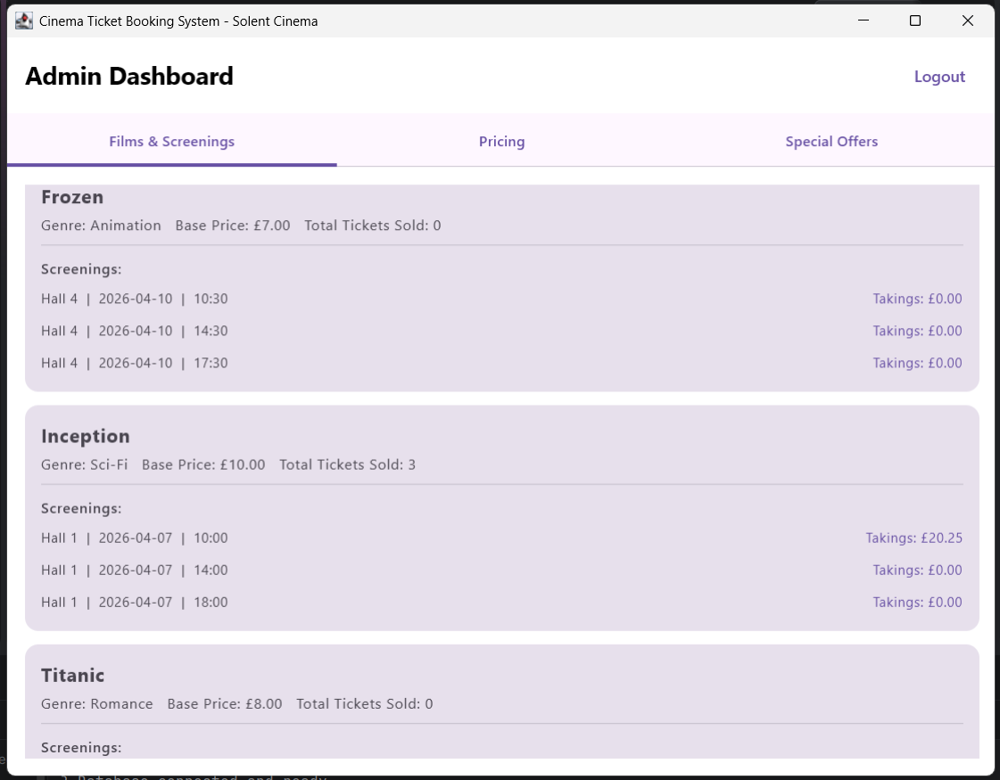 Cinema Ticket Booking System - Solent Cinema
Admin Dashboard
Logout
Films & Screenings
Pricing
Special Offers
Frozen
Genre: Animation Base Price: £7.00 Total Tickets Sold: 0
Screenings:
Hall 4 | 2026-04-10 | 10:30 Takings: £0.00
Hall 4 | 2026-04-10 | 14:30 Takings: £0.00
Hall 4 | 2026-04-10 | 17:30 Takings: £0.00
Inception
Genre: Sci-Fi Base Price: £10.00 Total Tickets Sold: 3
Screenings:
Hall 1 | 2026-04-07 | 10:00 Takings: £20.25
Hall 1 | 2026-04-07 | 14:00 Takings: £0.00
Hall 1 | 2026-04-07 | 18:00 Takings: £0.00
Titanic
Genre: Romance Base Price: £8.00 Total Tickets Sold: 0
Screenings:
Database connected and ready